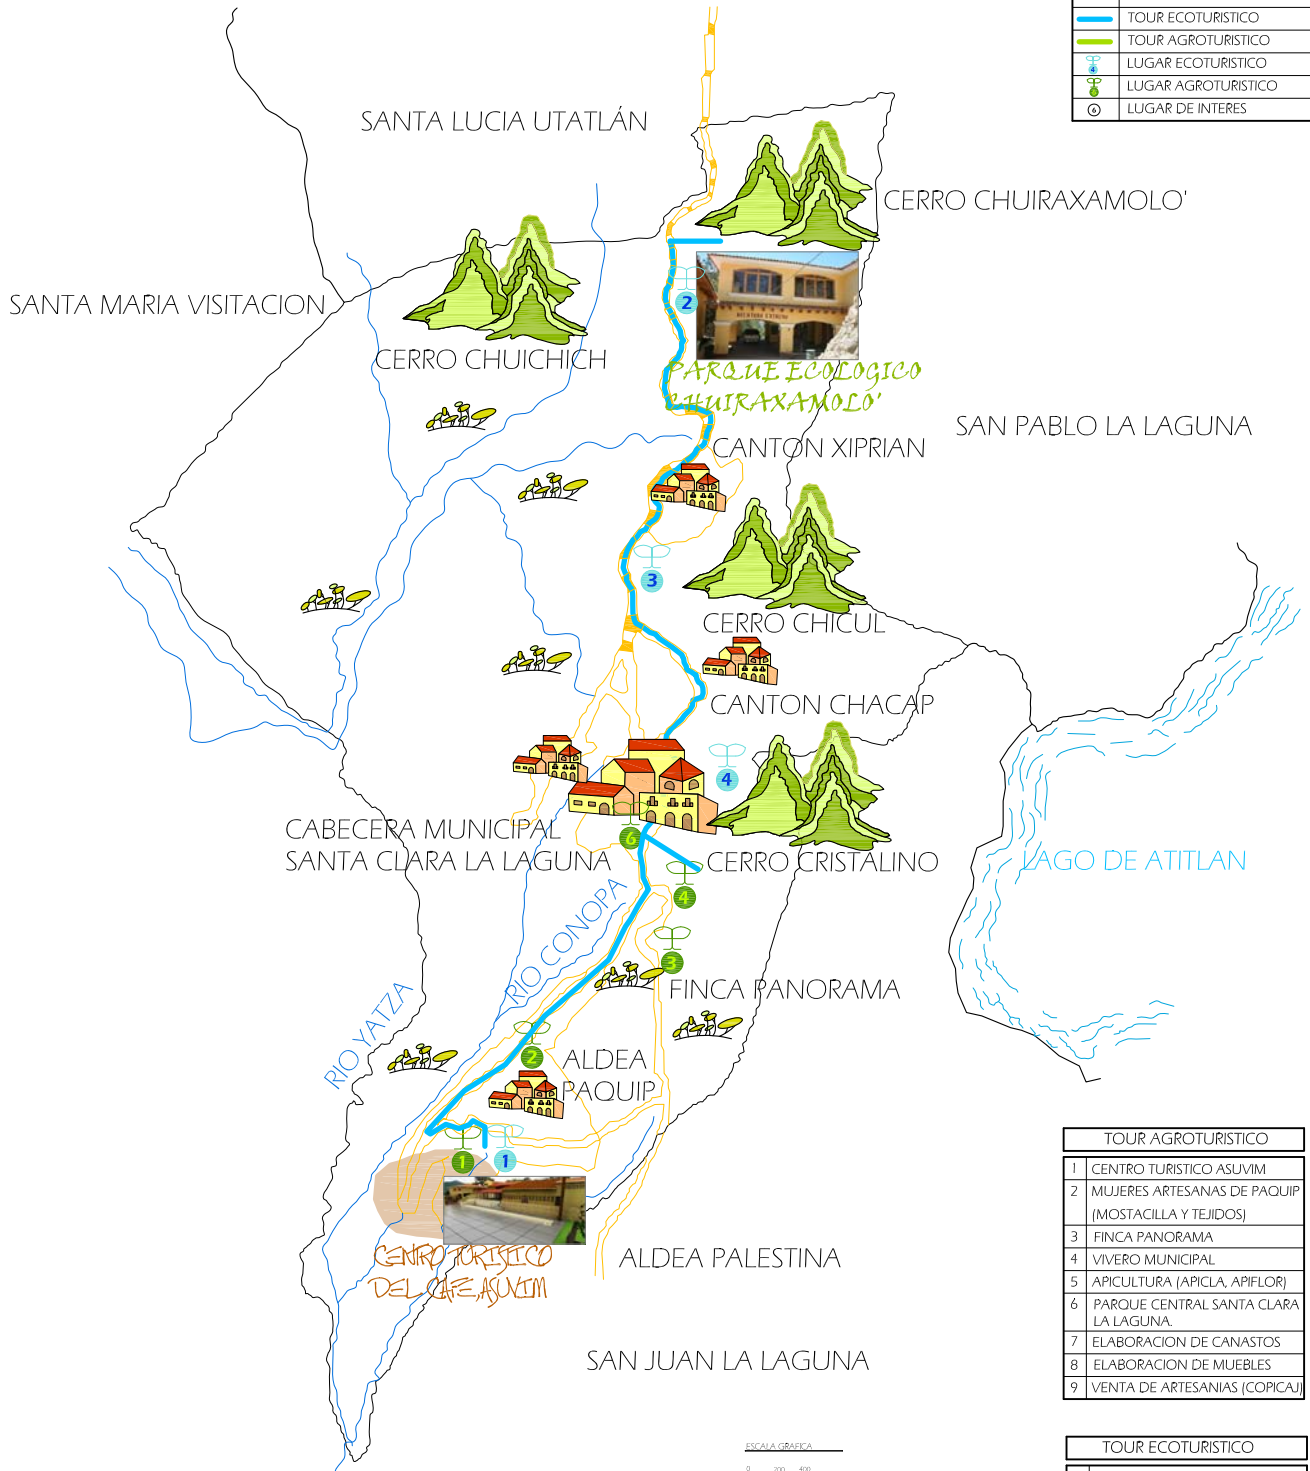 TOUR ECOTURISTICO
TOUR AGROTURISTICO
4 LUGAR ECOTURISTICO
LUGAR AGROTURISTICO
6 LUGAR DE INTERES
SANTA LUCIA UTATLÁN
CERRO CHUIRAXAMOLO'
SANTA MARIA VISITACION
2
CERRO CHUICHICH
PARQUE ECOLOGICO
CHUIRAXAMOLO'
SAN PABLO LA LAGUNA
CANTON XIPRIAN
3
CERRO CHICUL
CANTON CHACAP
4
CABECERA MUNICIPAL
SANTA CLARA LA LAGUNA
6
CERRO CRISTALINO
LAGO DE ATITLAN
4
RIO CONOPA
3
FINCA PANORAMA
RIO YATZA
2
ALDEA
PAQUIP
1
1
CENTRO TURISTICO
DEL CAFE, ASUVIM
ALDEA PALESTINA
SAN JUAN LA LAGUNA
TOUR AGROTURISTICO
1 CENTRO TURISTICO ASUVIM
2 MUJERES ARTESANAS DE PAQUIP
(MOSTACILLA Y TEJIDOS)
3 FINCA PANORAMA
4 VIVERO MUNICIPAL
5 APICULTURA (APICLA, APIFLOR)
6 PARQUE CENTRAL SANTA CLARA
LA LAGUNA.
7 ELABORACION DE CANASTOS
8 ELABORACION DE MUEBLES
9 VENTA DE ARTESANIAS (COPICAJ)
ESCALA GRAFICA
0 200 400
TOUR ECOTURISTICO